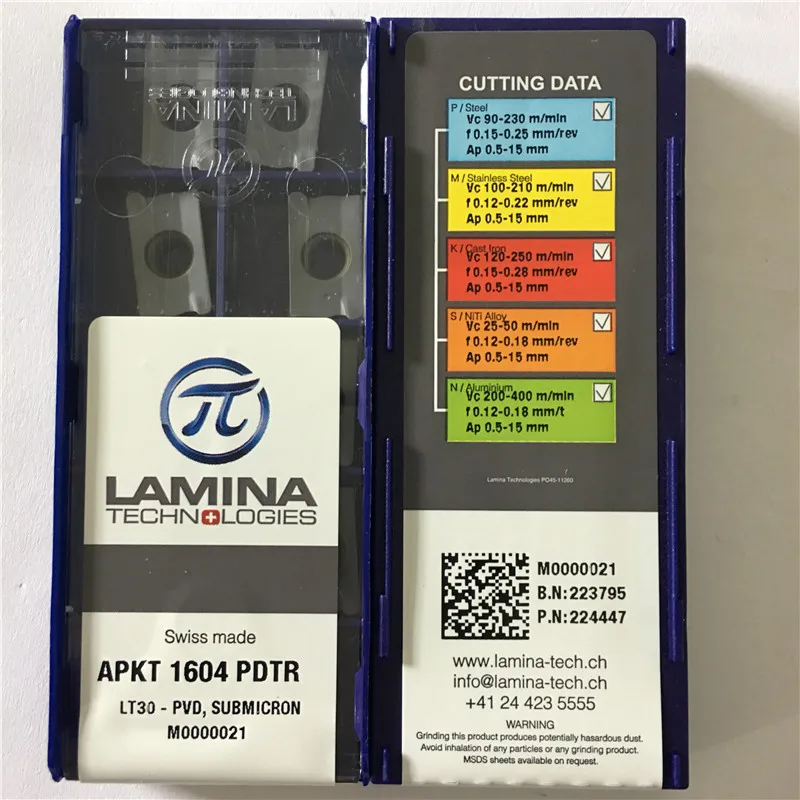 LAMINA
TECHNOLOGIES
π
LAMINA
TECHNOLOGIES
Swiss made
APKT 1604 PDTR
LT30 - PVD, SUBMICRON
M0000021
CUTTING DATA
P / Steel
Vc 90-230 m/min
f 0.15-0.25 mm/rev
Ap 0.5-15 mm
M / Stainless Steel
Vc 100-210 m/min
f 0.12-0.22 mm/rev
Ap 0.5-15 mm
K / Cast Iron
Vc 120-250 m/min
f 0.15-0.28 mm/rev
Ap 0.5-15 mm
S / NiTi Alloy
Vc 25-50 m/min
f 0.12-0.18 mm/rev
Ap 0.5-15 mm
N / Aluminium
Vc 200-400 m/min
f 0.12-0.18 mm/t
Ap 0.5-15 mm
Lamina Technologies PO45-11260
M0000021
B.N:223795
P.N:224447
www.lamina-tech.ch
info@lamina-tech.ch
+41 24 423 5555
WARNING
Grinding this product produces potentially hazardous dust.
Avoid inhalation of any particles or any grinding product.
MSDS sheets available on request.